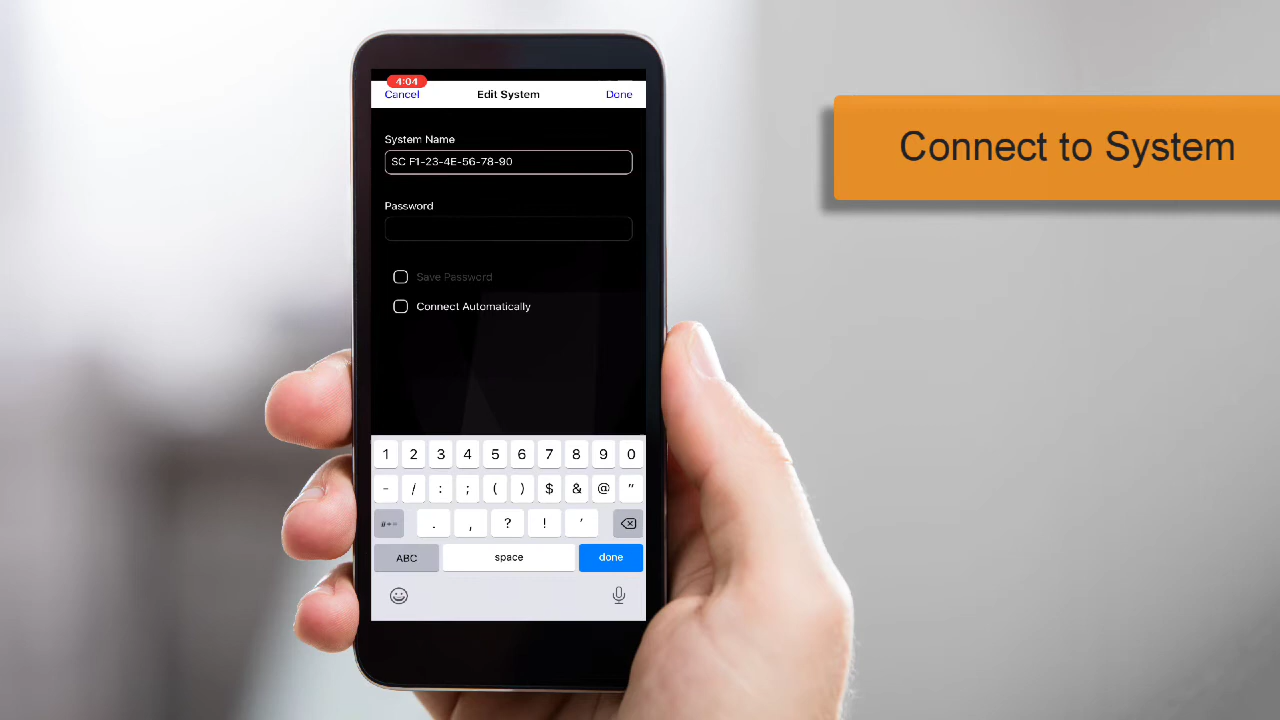 4:04
Cancel Edit System Done
System Name
SC F1-23-4E-56-78-90
Password
Save Password
Connect Automatically
1 2 3 4 5 6 7 8 9 0
- / : ; ( ) $ & @ "
#+= . , ? ! '
ABC space done
Connect to System